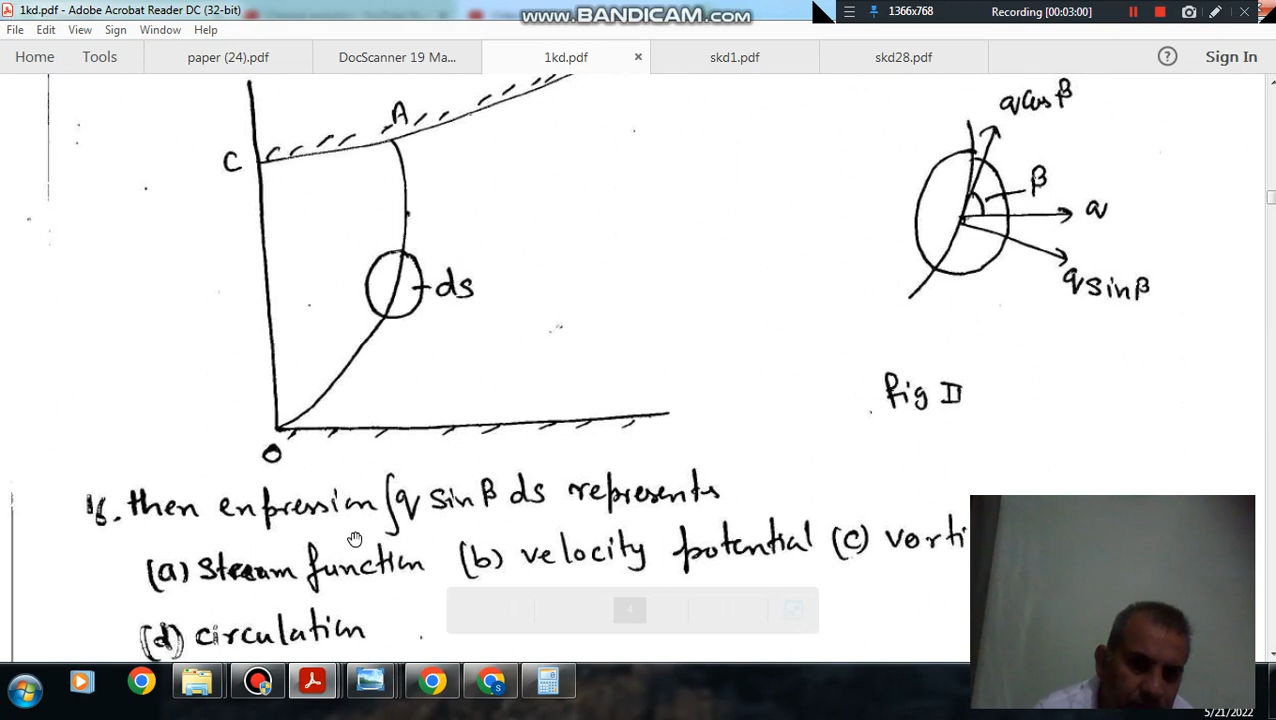 1kd.pdf - Adobe Acrobat Reader DC (32-bit)
www.BANDICAM.com
1366x768
Recording [00:03:00]
File Edit View Sign Window Help
Home Tools paper (24).pdf DocScanner 19 Ma... 1kd.pdf × skd1.pdf skd28.pdf ? Sign In
A
C
ds
O
q cos β
β
q
q sin β
Fig II
16. then enpression ∫q sin β ds represents
(a) Stream function (b) velocity potential (c) vorti
4
(d) circulation
5/21/2022